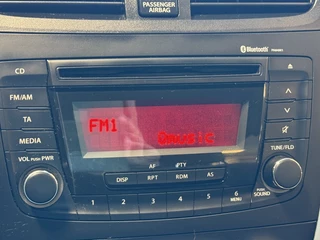 PASSENGER
AIRBAG
Bluetooth
CD
FM/AM
TA
MEDIA
VOL PUSH PWR
FM1
AF PTY
DISP RPT RDM AS
1 2 3 4 5 6
MENU
TUNE/FLD
PUSH
SOUND